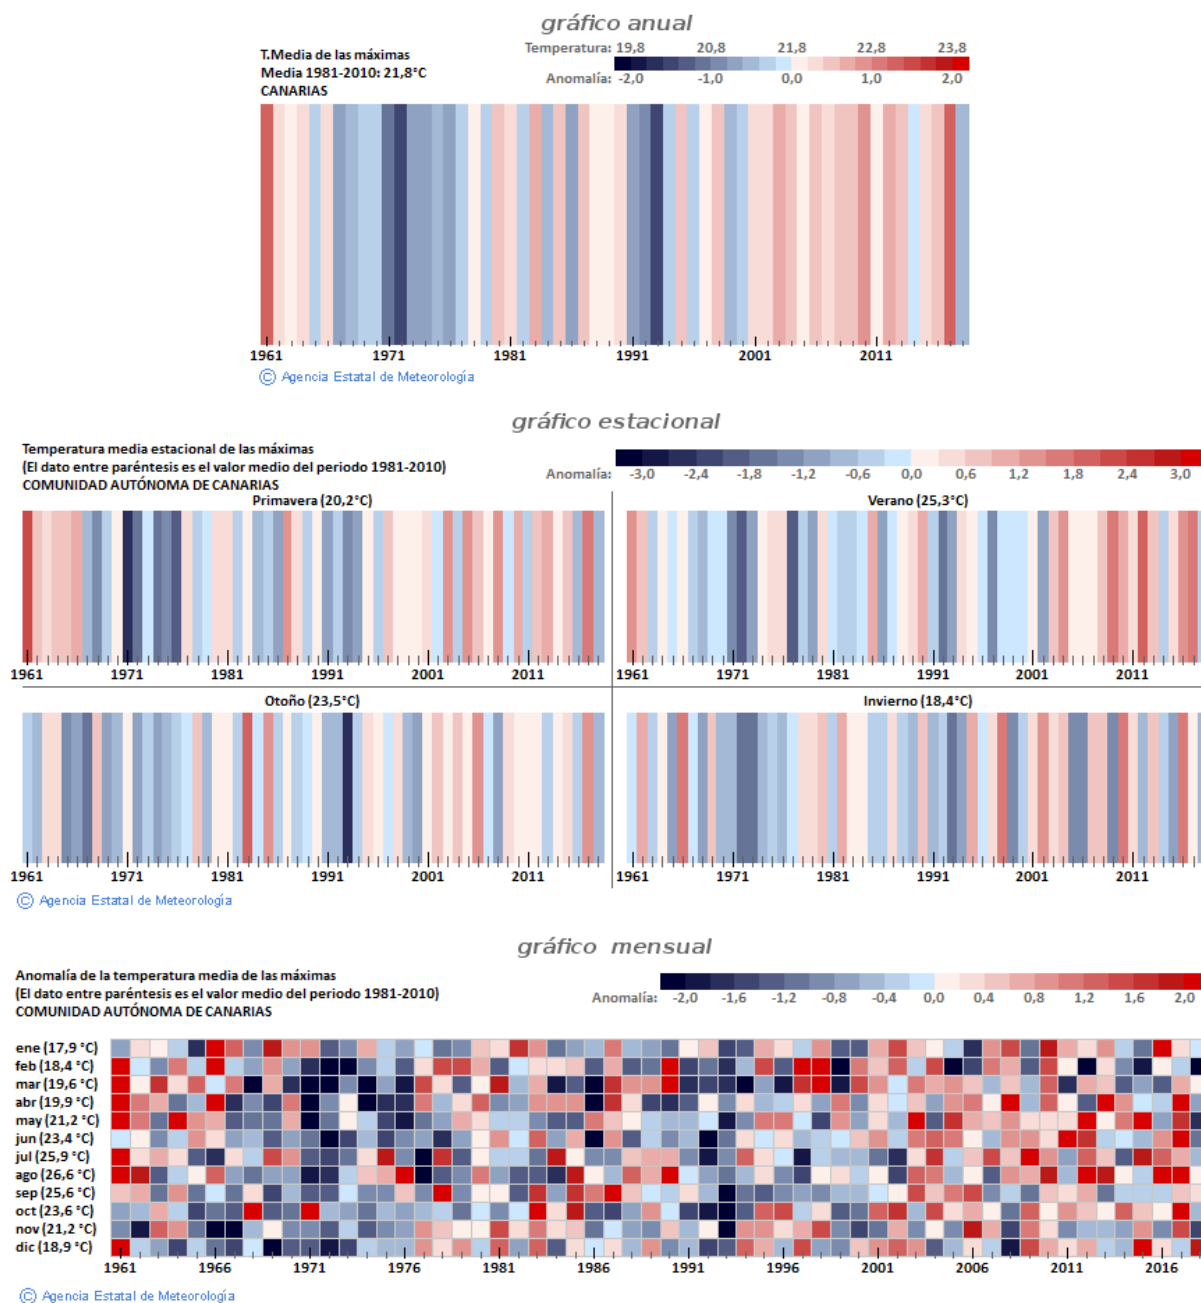 gráfico anual
T.Media de las máximas
Media 1981-2010: 21,8°C
CANARIAS
Temperatura: 19,8 20,8 21,8 22,8 23,8
Anomalía: -2,0 -1,0 0,0 1,0 2,0
1961 1971 1981 1991 2001 2011
© Agencia Estatal de Meteorología
gráfico estacional
Temperatura media estacional de las máximas
(El dato entre paréntesis es el valor medio del periodo 1981-2010)
COMUNIDAD AUTÓNOMA DE CANARIAS
Anomalía: -3,0 -2,4 -1,8 -1,2 -0,6 0,0 0,6 1,2 1,8 2,4 3,0
Primavera (20,2°C) Verano (25,3°C)
1961 1971 1981 1991 2001 2011 1961 1971 1981 1991 2001 2011
Otoño (23,5°C) Invierno (18,4°C)
1961 1971 1981 1991 2001 2011 1961 1971 1981 1991 2001 2011
© Agencia Estatal de Meteorología
gráfico mensual
Anomalía de la temperatura media de las máximas
(El dato entre paréntesis es el valor medio del periodo 1981-2010)
COMUNIDAD AUTÓNOMA DE CANARIAS
Anomalía: -2,0 -1,6 -1,2 -0,8 -0,4 0,0 0,4 0,8 1,2 1,6 2,0
ene (17,9 °C)
feb (18,4 °C)
mar (19,6 °C)
abr (19,9 °C)
may (21,2 °C)
jun (23,4 °C)
jul (25,9 °C)
ago (26,6 °C)
sep (25,6 °C)
oct (23,6 °C)
nov (21,2 °C)
dic (18,9 °C)
1961 1966 1971 1976 1981 1986 1991 1996 2001 2006 2011 2016
© Agencia Estatal de Meteorología